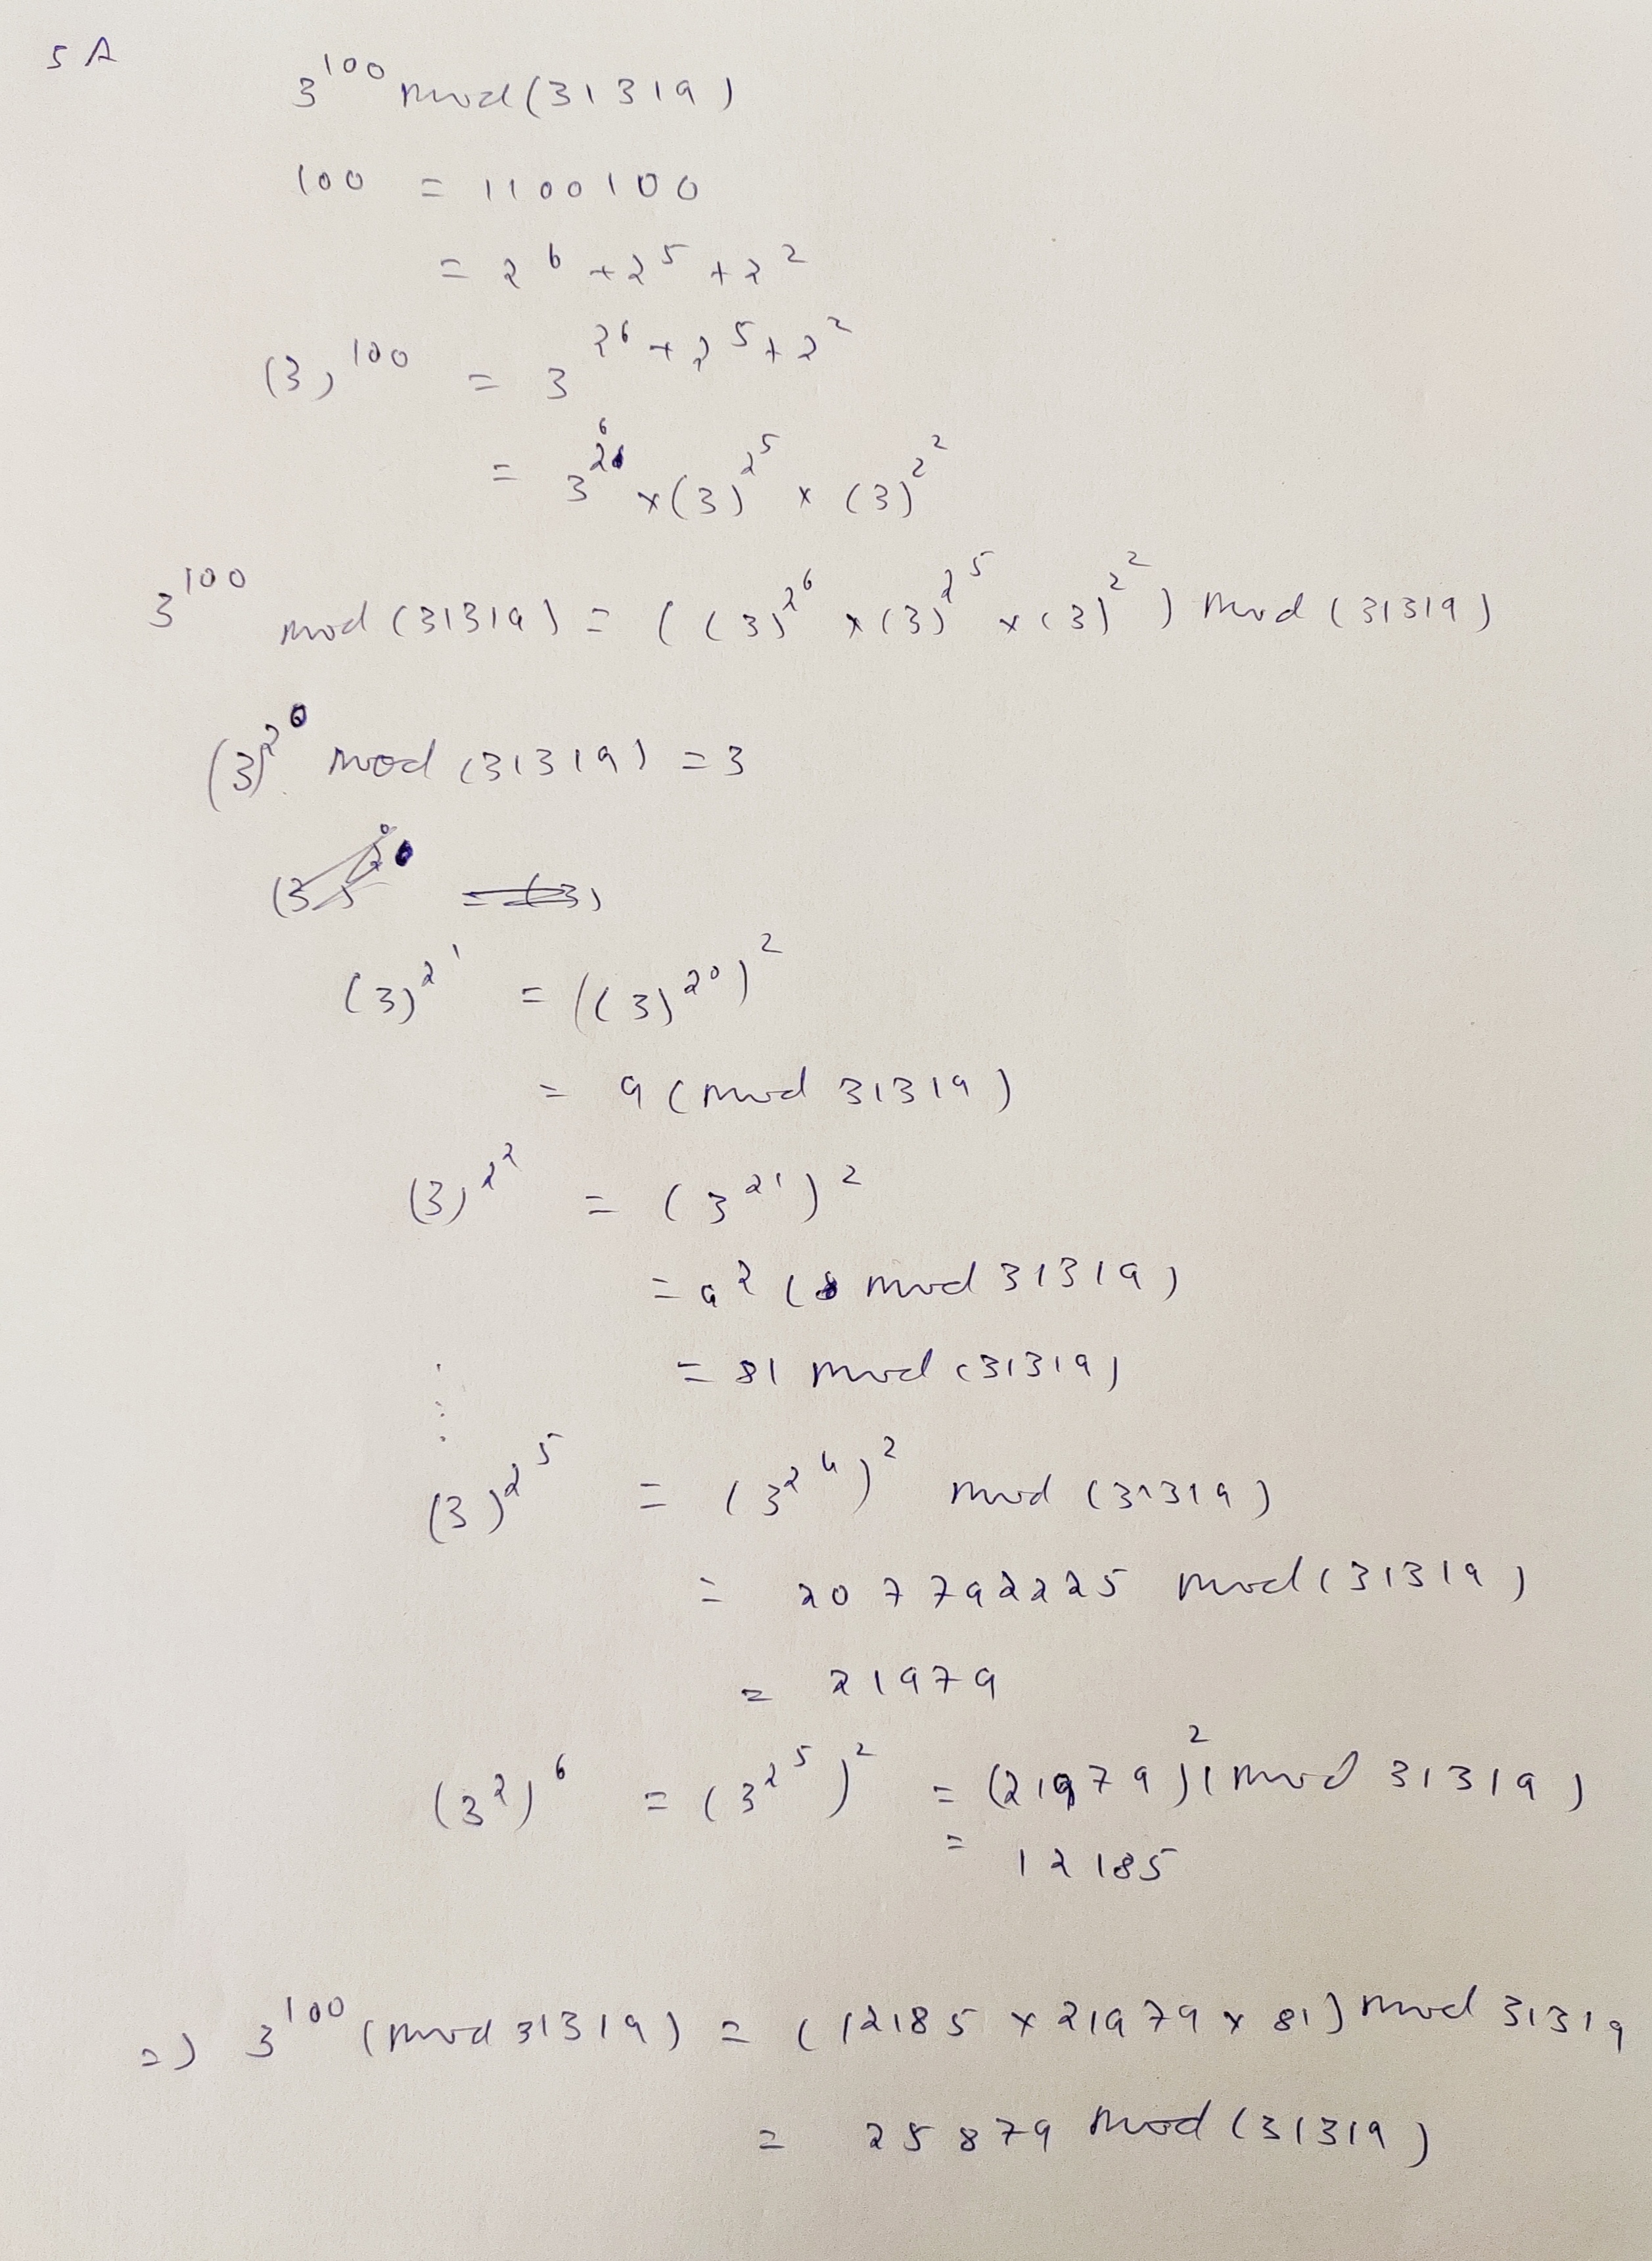 5A
3^100 mod (31319)
100 = 1100100
= 2^6 + 2^5 + 2^2
(3)^100 = 3^2^6 + 2^5 + 2^2
= 3^2^6 × (3)^2^5 × (3)^2^2
3^100 mod (31319) = ((3)^2^6 × (3)^2^5 × (3)^2^2) mod (31319)
(3)^2^0 mod (31319) = 3
(3)^2^1 = ((3)^2^0)^2
= 9 (mod 31319)
(3)^2^2 = (3^2^1)^2
= 9^2 (mod 31319)
= 81 mod (31319)
⋮
(3)^2^5 = (3^2^4)^2 mod (31319)
= 207792225 mod (31319)
= 21979
(3^2)^6 = (3^2^5)^2 = (21979)^2 (mod 31319)
= 12185
=) 3^100 (mod 31319) = (12185 × 21979 × 81) mod 31319
= 25879 mod (31319)